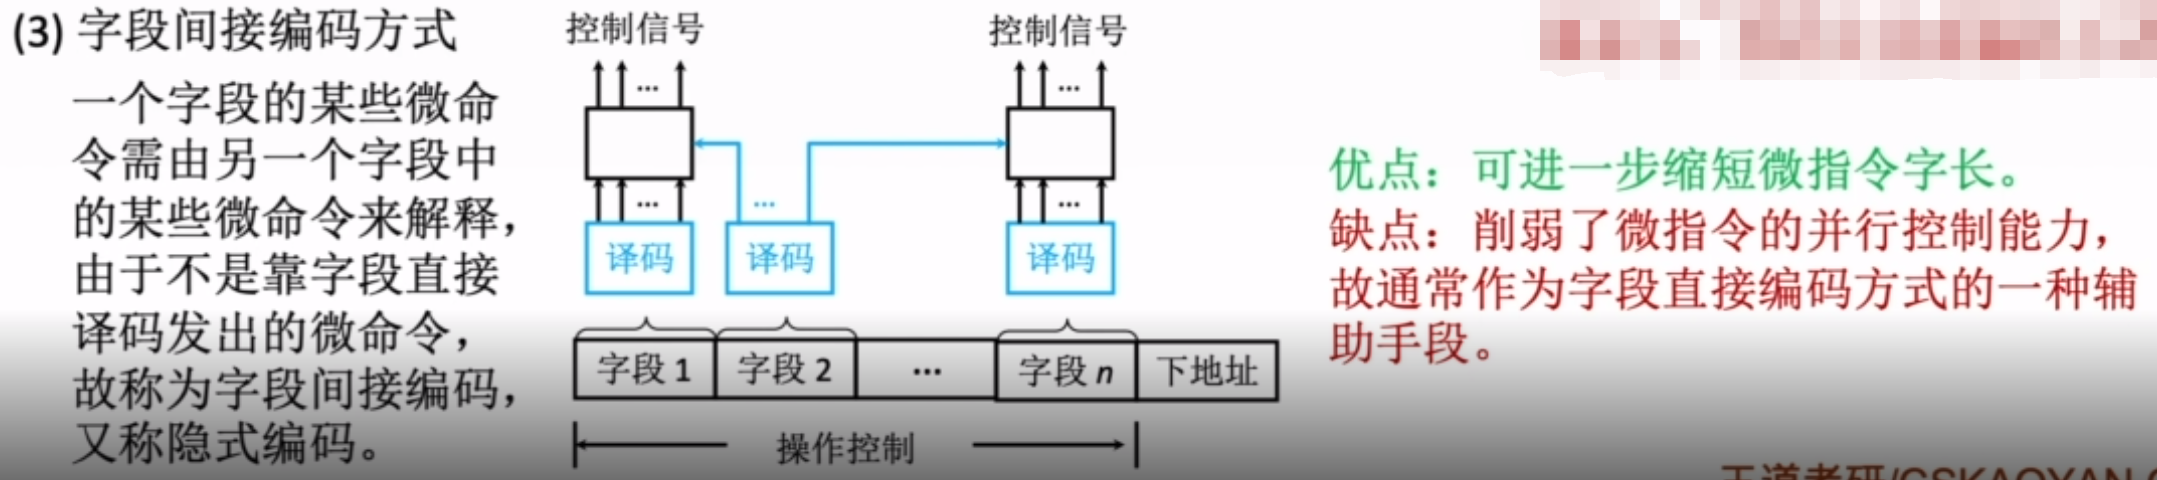 (3) 字段间接编码方式
一个字段的某些微命
令需由另一个字段中
的某些微命令来解释，
由于不是靠字段直接
译码发出的微命令，
故称为字段间接编码，
又称隐式编码。
控制信号 控制信号
... ...
... ... ...
译码 译码 译码
字段 1 字段 2 ... 字段 n 下地址
操作控制
优点：可进一步缩短微指令字长。
缺点：削弱了微指令的并行控制能力，
故通常作为字段直接编码方式的一种辅
助手段。